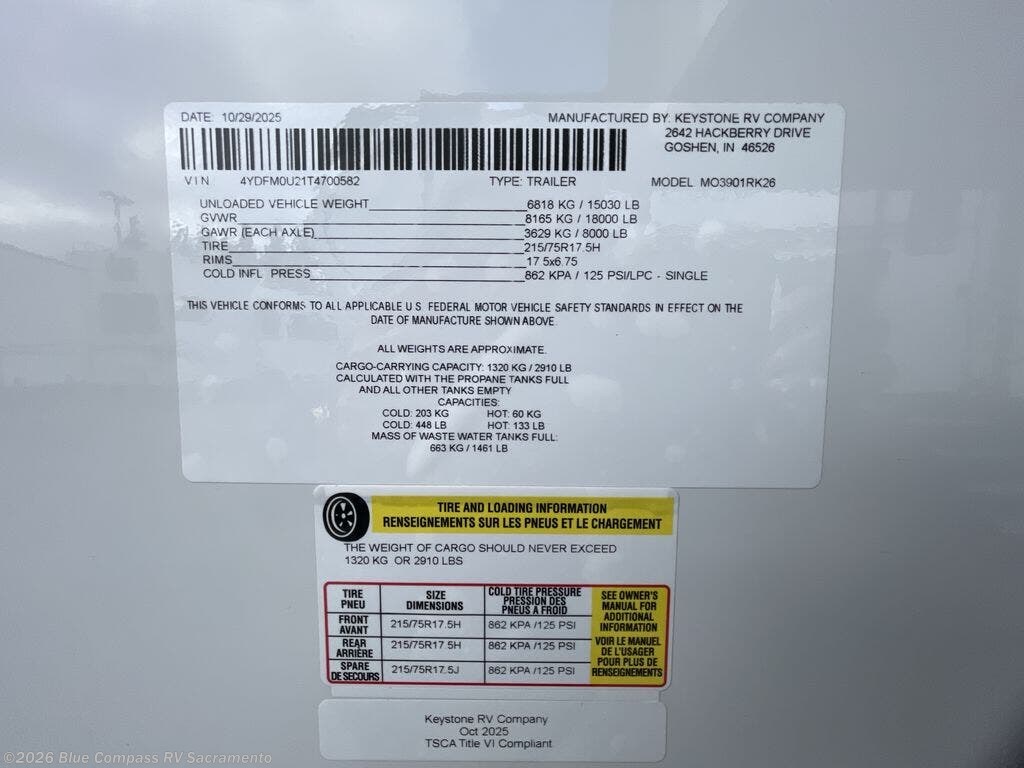 DATE: 10/29/2025
MANUFACTURED BY: KEYSTONE RV COMPANY
2642 HACKBERRY DRIVE
GOSHEN, IN 46526
VIN 4YDFM0U21T4700582 TYPE: TRAILER MODEL MO3901RK26
UNLOADED VEHICLE WEIGHT 6818 KG / 15030 LB
GVWR 8165 KG / 18000 LB
GAWR (EACH AXLE) 3629 KG / 8000 LB
TIRE 215/75R17.5H
RIMS 17.5x6.75
COLD INFL. PRESS 862 KPA / 125 PSI/LPC - SINGLE
THIS VEHICLE CONFORMS TO ALL APPLICABLE U.S. FEDERAL MOTOR VEHICLE SAFETY STANDARDS IN EFFECT ON THE
DATE OF MANUFACTURE SHOWN ABOVE.
ALL WEIGHTS ARE APPROXIMATE.
CARGO-CARRYING CAPACITY: 1320 KG / 2910 LB
CALCULATED WITH THE PROPANE TANKS FULL
AND ALL OTHER TANKS EMPTY
CAPACITIES:
COLD: 203 KG HOT: 60 KG
COLD: 448 LB HOT: 133 LB
MASS OF WASTE WATER TANKS FULL:
663 KG / 1461 LB
TIRE AND LOADING INFORMATION
RENSEIGNEMENTS SUR LES PNEUS ET LE CHARGEMENT
THE WEIGHT OF CARGO SHOULD NEVER EXCEED
1320 KG OR 2910 LBS
TIRE
PNEU
SIZE
DIMENSIONS
COLD TIRE PRESSURE
PRESSION DES
PNEUS A FROID
FRONT
AVANT
215/75R17.5H
862 KPA /125 PSI
REAR
ARRIÈRE
215/75R17.5H
862 KPA /125 PSI
SPARE
DE SECOURS
215/75R17.5J
862 KPA /125 PSI
SEE OWNER'S
MANUAL FOR
ADDITIONAL
INFORMATION
VOIR LE MANUEL
DE L'USAGER
POUR PLUS DE
RENSEIGNEMENTS
Keystone RV Company
Oct 2025
TSCA Title VI Compliant
©2026 Blue Compass RV Sacramento